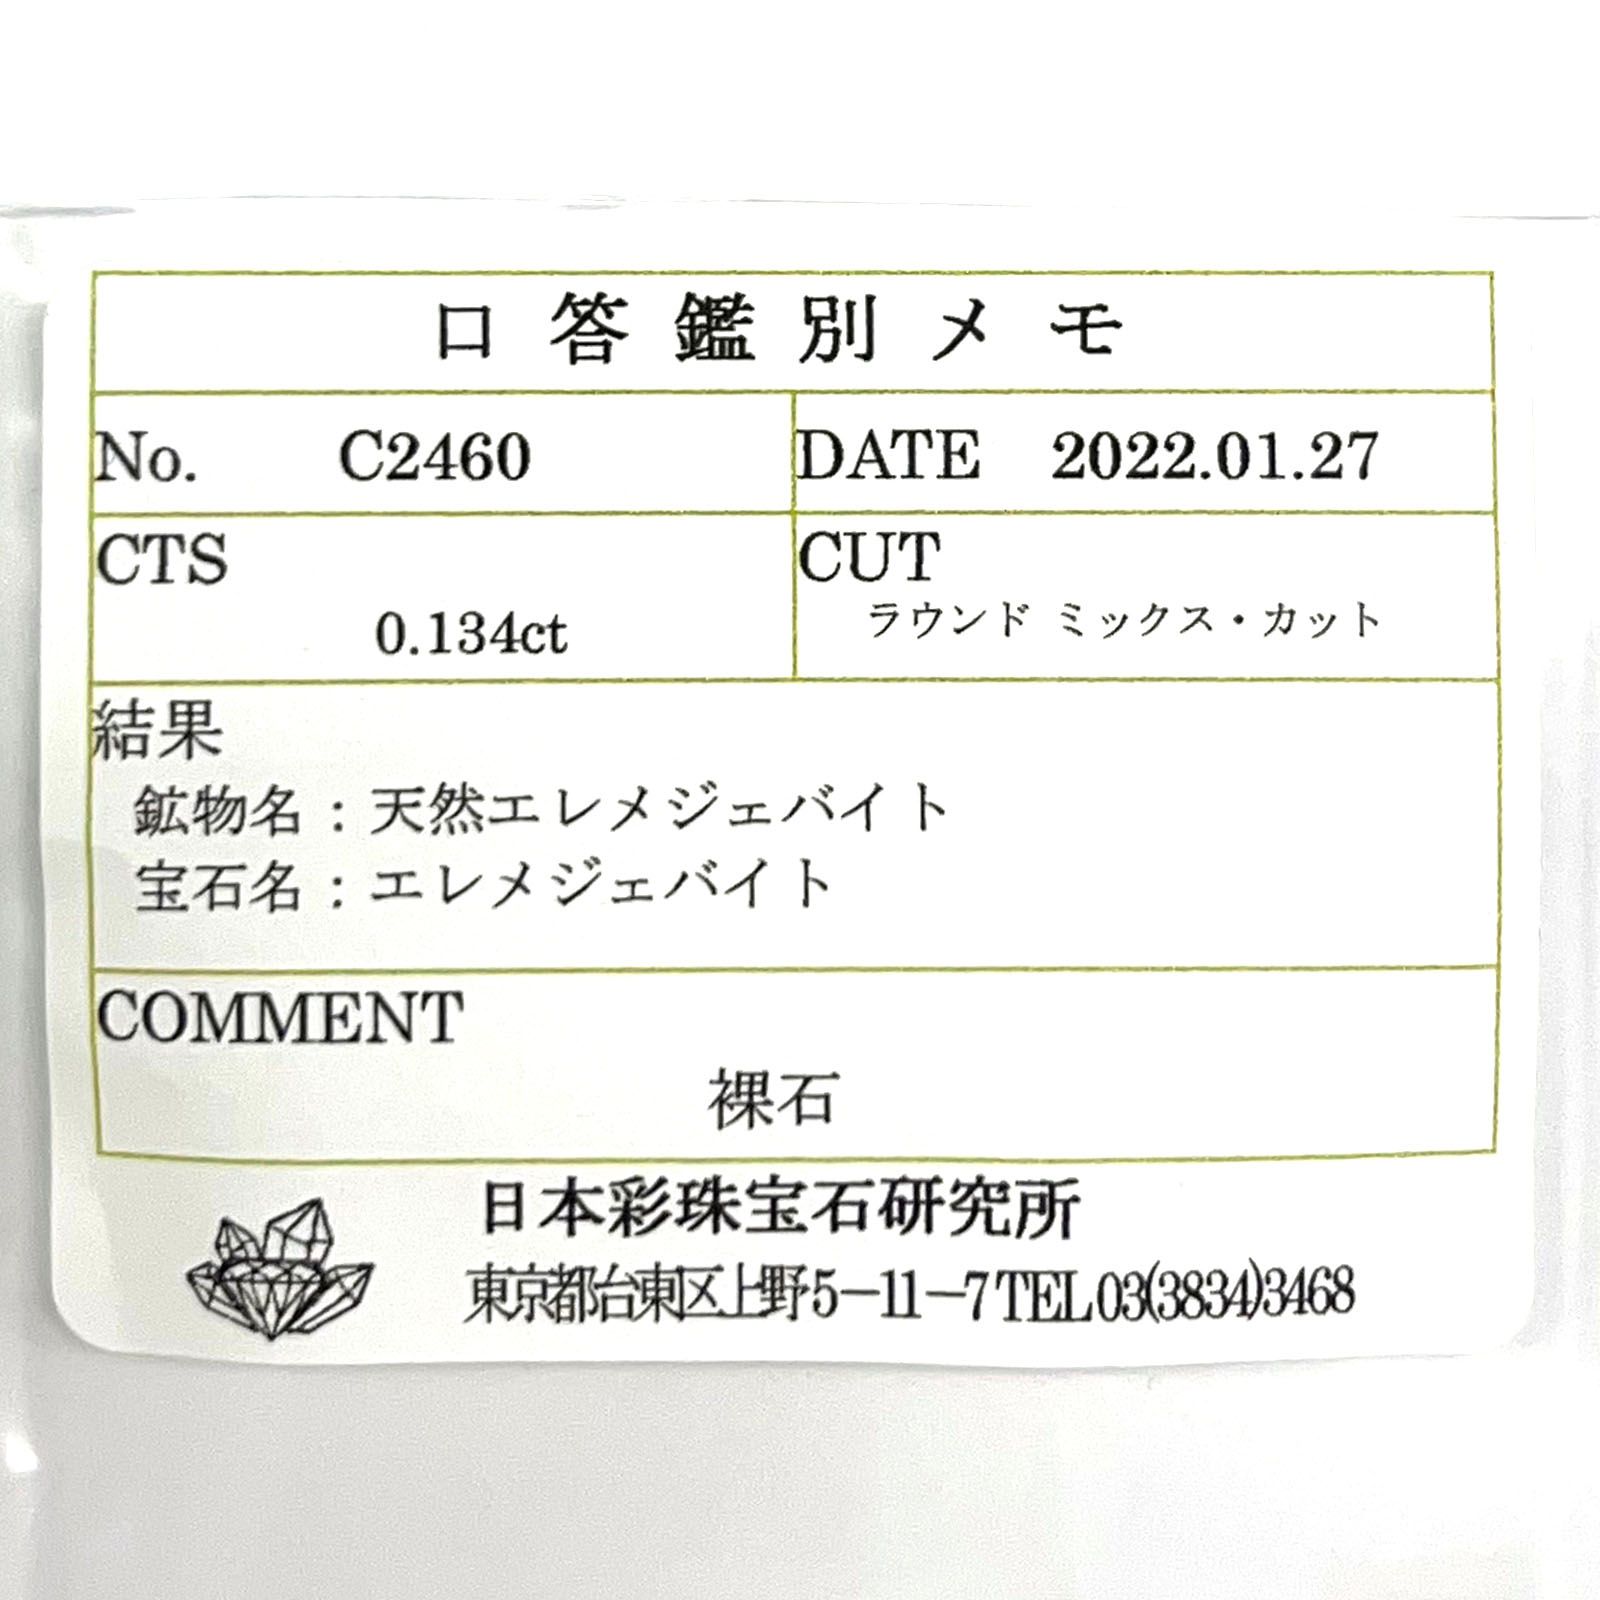 口答鑑別メモ
No. C2460 DATE 2022.01.27
CTS CUT
0.134ct ラウンド ミックス・カット
結果
鉱物名：天然エレメジェバイト
宝石名：エレメジェバイト
COMMENT
裸石
日本彩珠宝石研究所
東京都台東区上野5－11－7 TEL 03(3834)3468